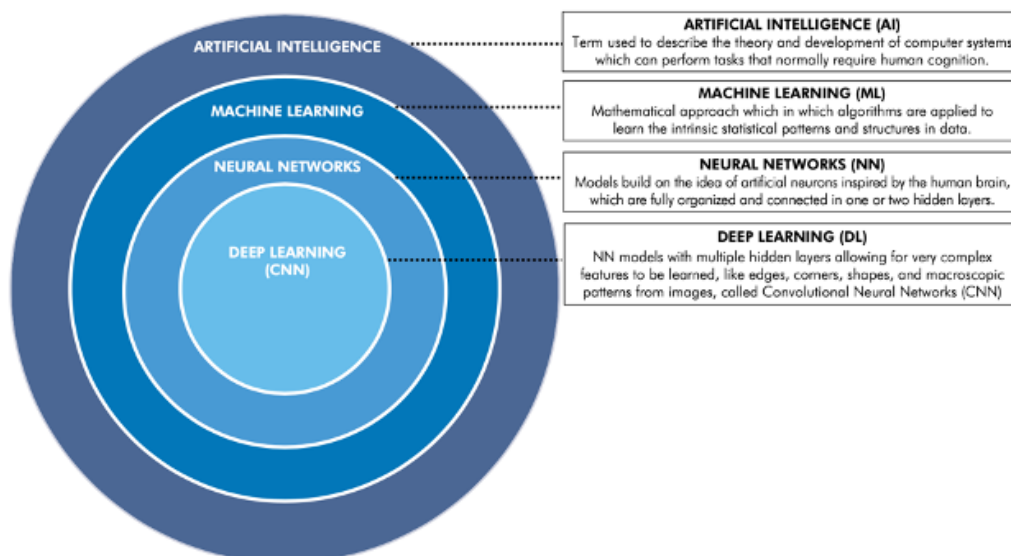 ARTIFICIAL INTELLIGENCE
MACHINE LEARNING
NEURAL NETWORKS
DEEP LEARNING
(CNN)
ARTIFICIAL INTELLIGENCE (AI)
Term used to describe the theory and development of computer systems
which can perform tasks that normally require human cognition.
MACHINE LEARNING (ML)
Mathematical approach which in which algorithms are applied to
learn the intrinsic statistical patterns and structures in data.
NEURAL NETWORKS (NN)
Models build on the idea of artificial neurons inspired by the human brain,
which are fully organized and connected in one or two hidden layers.
DEEP LEARNING (DL)
NN models with multiple hidden layers allowing for very complex
features to be learned, like edges, corners, shapes, and macroscopic
patterns from images, called Convolutional Neural Networks (CNN)